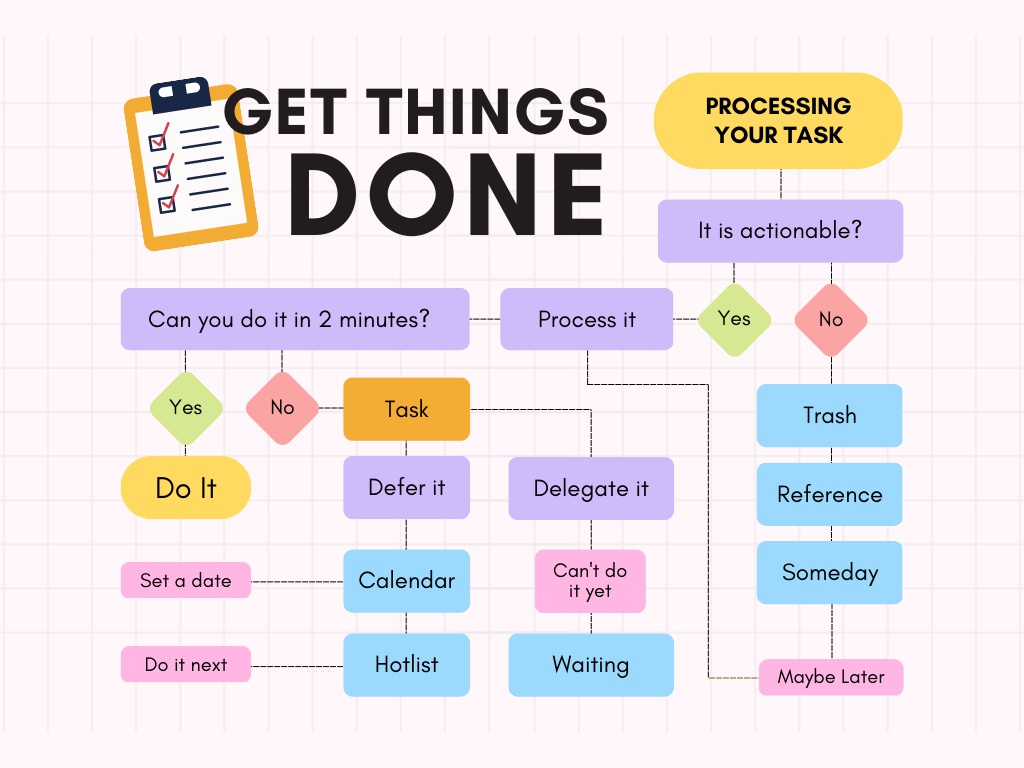 GET THINGS
DONE
PROCESSING
YOUR TASK
It is actionable?
Can you do it in 2 minutes?
Process it
Yes
No
Yes
No
Task
Trash
Do It
Defer it
Delegate it
Reference
Set a date
Calendar
Can't do
it yet
Someday
Do it next
Hotlist
Waiting
Maybe Later